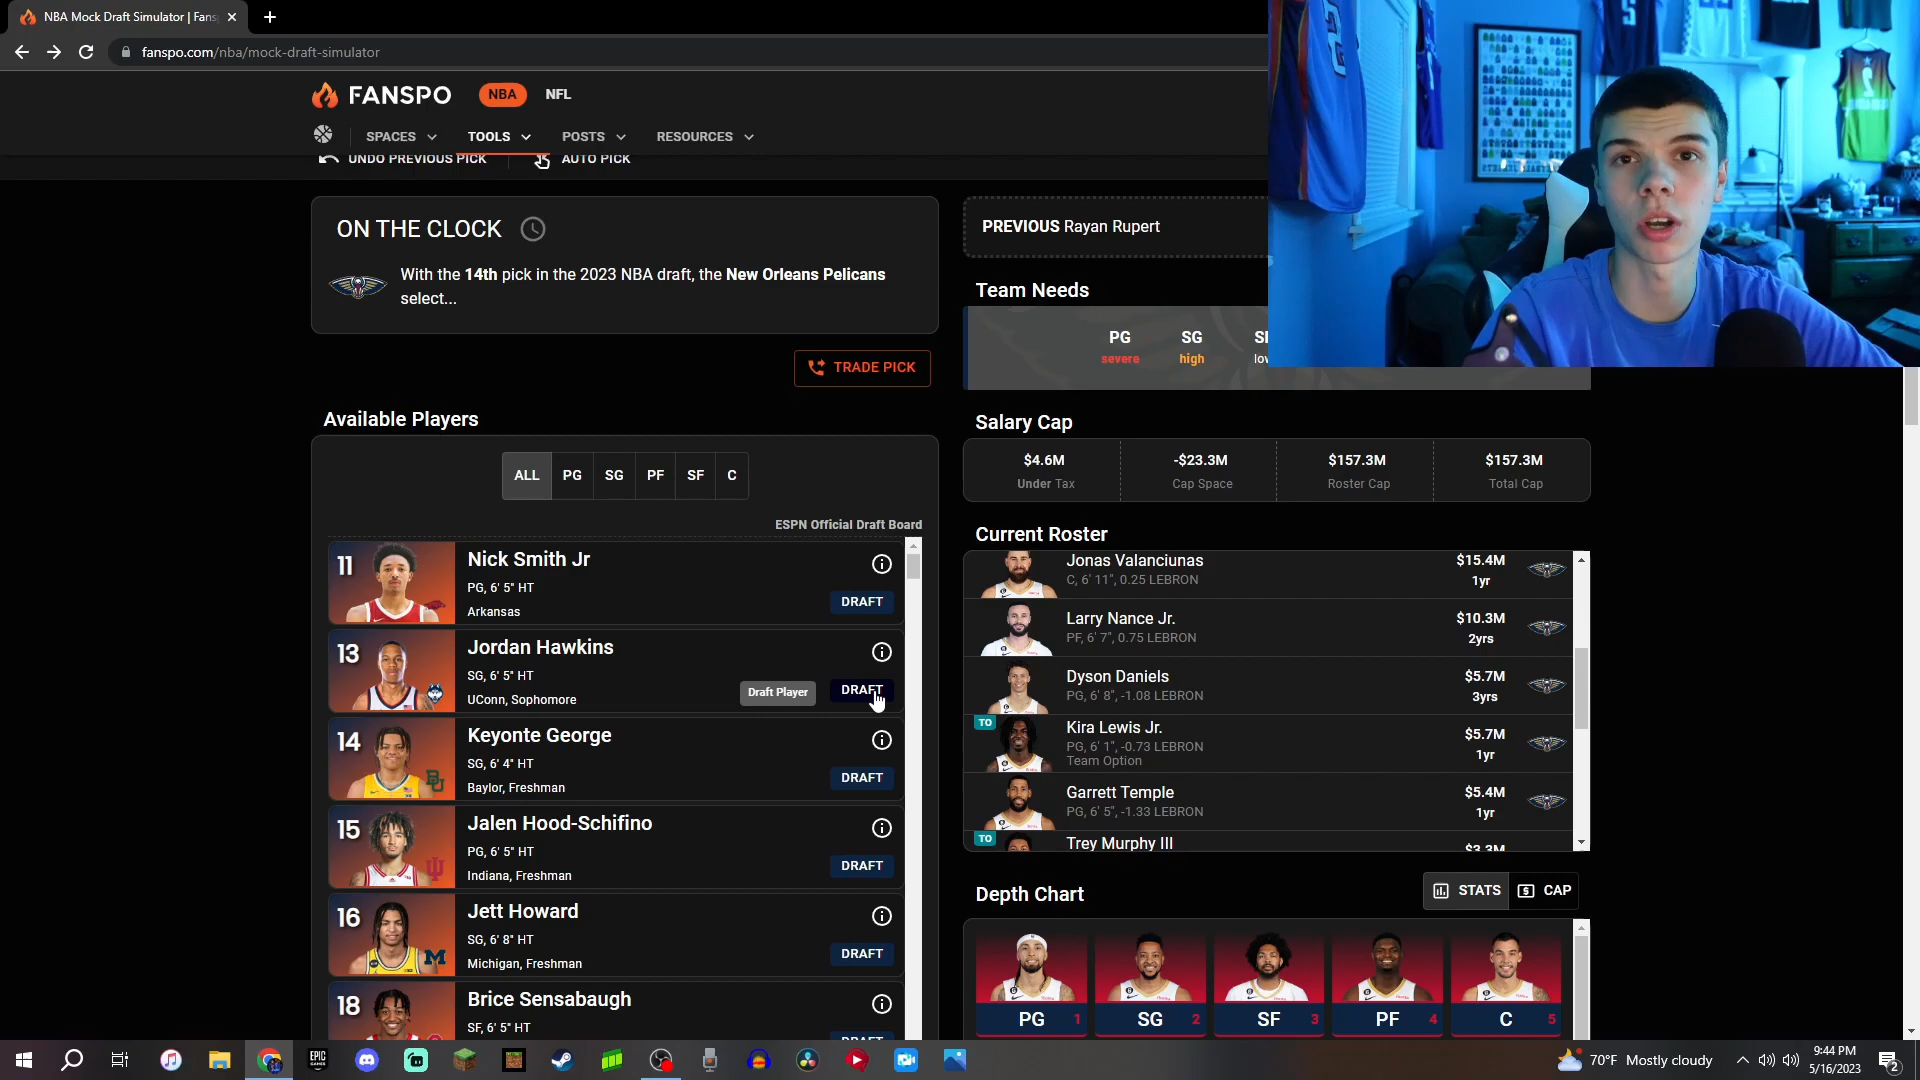 NBA Mock Draft Simulator | Fans
fanspo.com/nba/mock-draft-simulator
FANSPO
NBA
NFL
SPACES
TOOLS
POSTS
RESOURCES
UNDO PREVIOUS PICK
AUTO PICK
ON THE CLOCK
With the 14th pick in the 2023 NBA draft, the New Orleans Pelicans
select...
TRADE PICK
Available Players
ALL
PG
SG
PF
SF
C
ESPN Official Draft Board
11
Nick Smith Jr
PG, 6' 5" HT
Arkansas
DRAFT
13
Jordan Hawkins
SG, 6' 5" HT
UConn, Sophomore
Draft Player
DRAFT
14
Keyonte George
SG, 6' 4" HT
Baylor, Freshman
DRAFT
15
Jalen Hood-Schifino
PG, 6' 5" HT
Indiana, Freshman
DRAFT
16
Jett Howard
SG, 6' 8" HT
Michigan, Freshman
DRAFT
18
Brice Sensabaugh
SF, 6' 5" HT
PREVIOUS Rayan Rupert
Team Needs
PG
severe
SG
high
Salary Cap
$4.6M
Under Tax
-$23.3M
Cap Space
$157.3M
Roster Cap
$157.3M
Total Cap
Current Roster
Jonas Valanciunas
C, 6' 11", 0.25 LEBRON
$15.4M
1yr
Larry Nance Jr.
PF, 6' 7", 0.75 LEBRON
$10.3M
2yrs
Dyson Daniels
PG, 6' 8", -1.08 LEBRON
$5.7M
3yrs
TO
Kira Lewis Jr.
PG, 6' 1", -0.73 LEBRON
Team Option
$5.7M
1yr
Garrett Temple
PG, 6' 5", -1.33 LEBRON
$5.4M
1yr
TO
Trey Murphy III
$3.3M
Depth Chart
STATS
CAP
PG 1
SG 2
SF 3
PF 4
C 5
EPIC GAMES
70°F Mostly cloudy
9:44 PM
5/16/2023
2